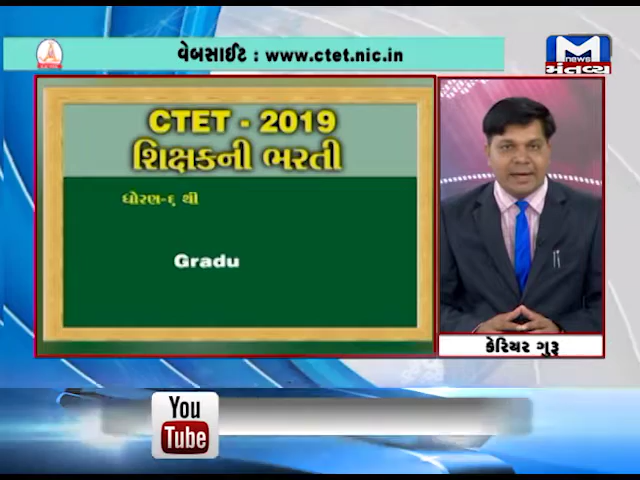 વેબસાઈટ : www.ctet.nic.in
M
news
મંતવ્ય
CTET - 2019
શિક્ષકની ભરતી
ધોરણ-૬ થી
Gradu
કેરિયર ગુરૂ
You
Tube